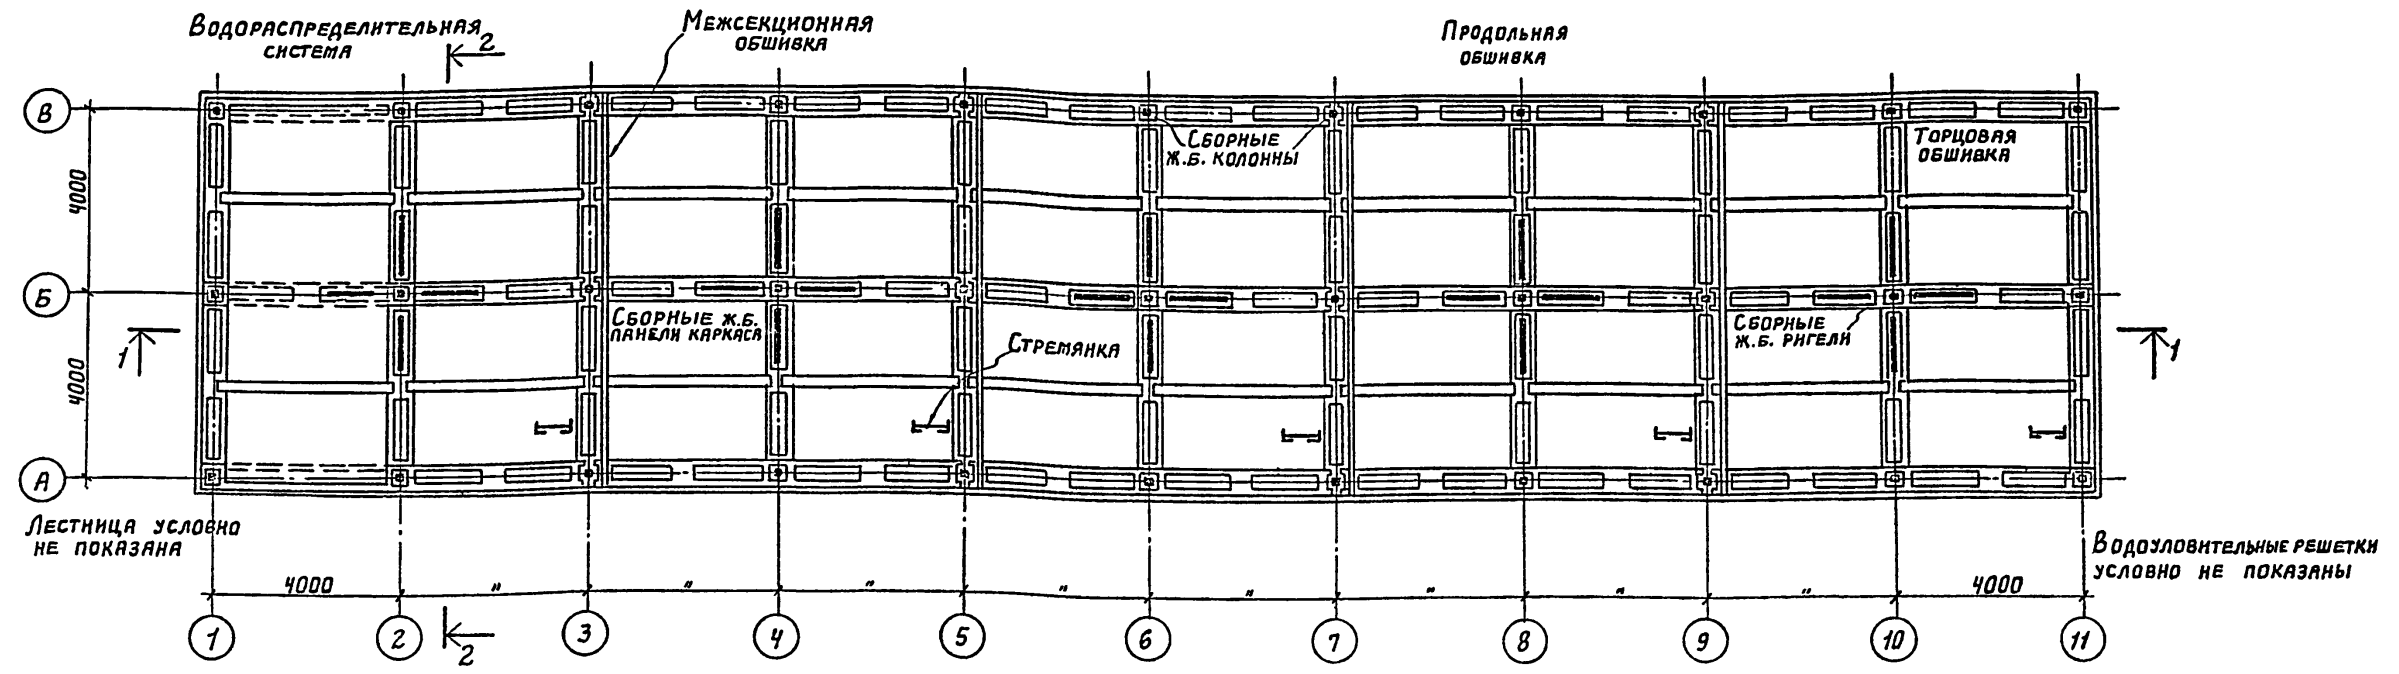 Водораспределительная
система
2
Межсекционная
обшивка
Продольная
обшивка
В
Сборные
ж.б. колонны
Торцовая
обшивка
4000
Б
Сборные ж.б.
панели каркаса
Стремянка
Сборные
ж.б. ригели
1
1
4000
А
Лестница условно
не показана
Водоуловительные решетки
условно не показаны
4000 " " " " " " " " 4000
1 2 3 4 5 6 7 8 9 10 11
2